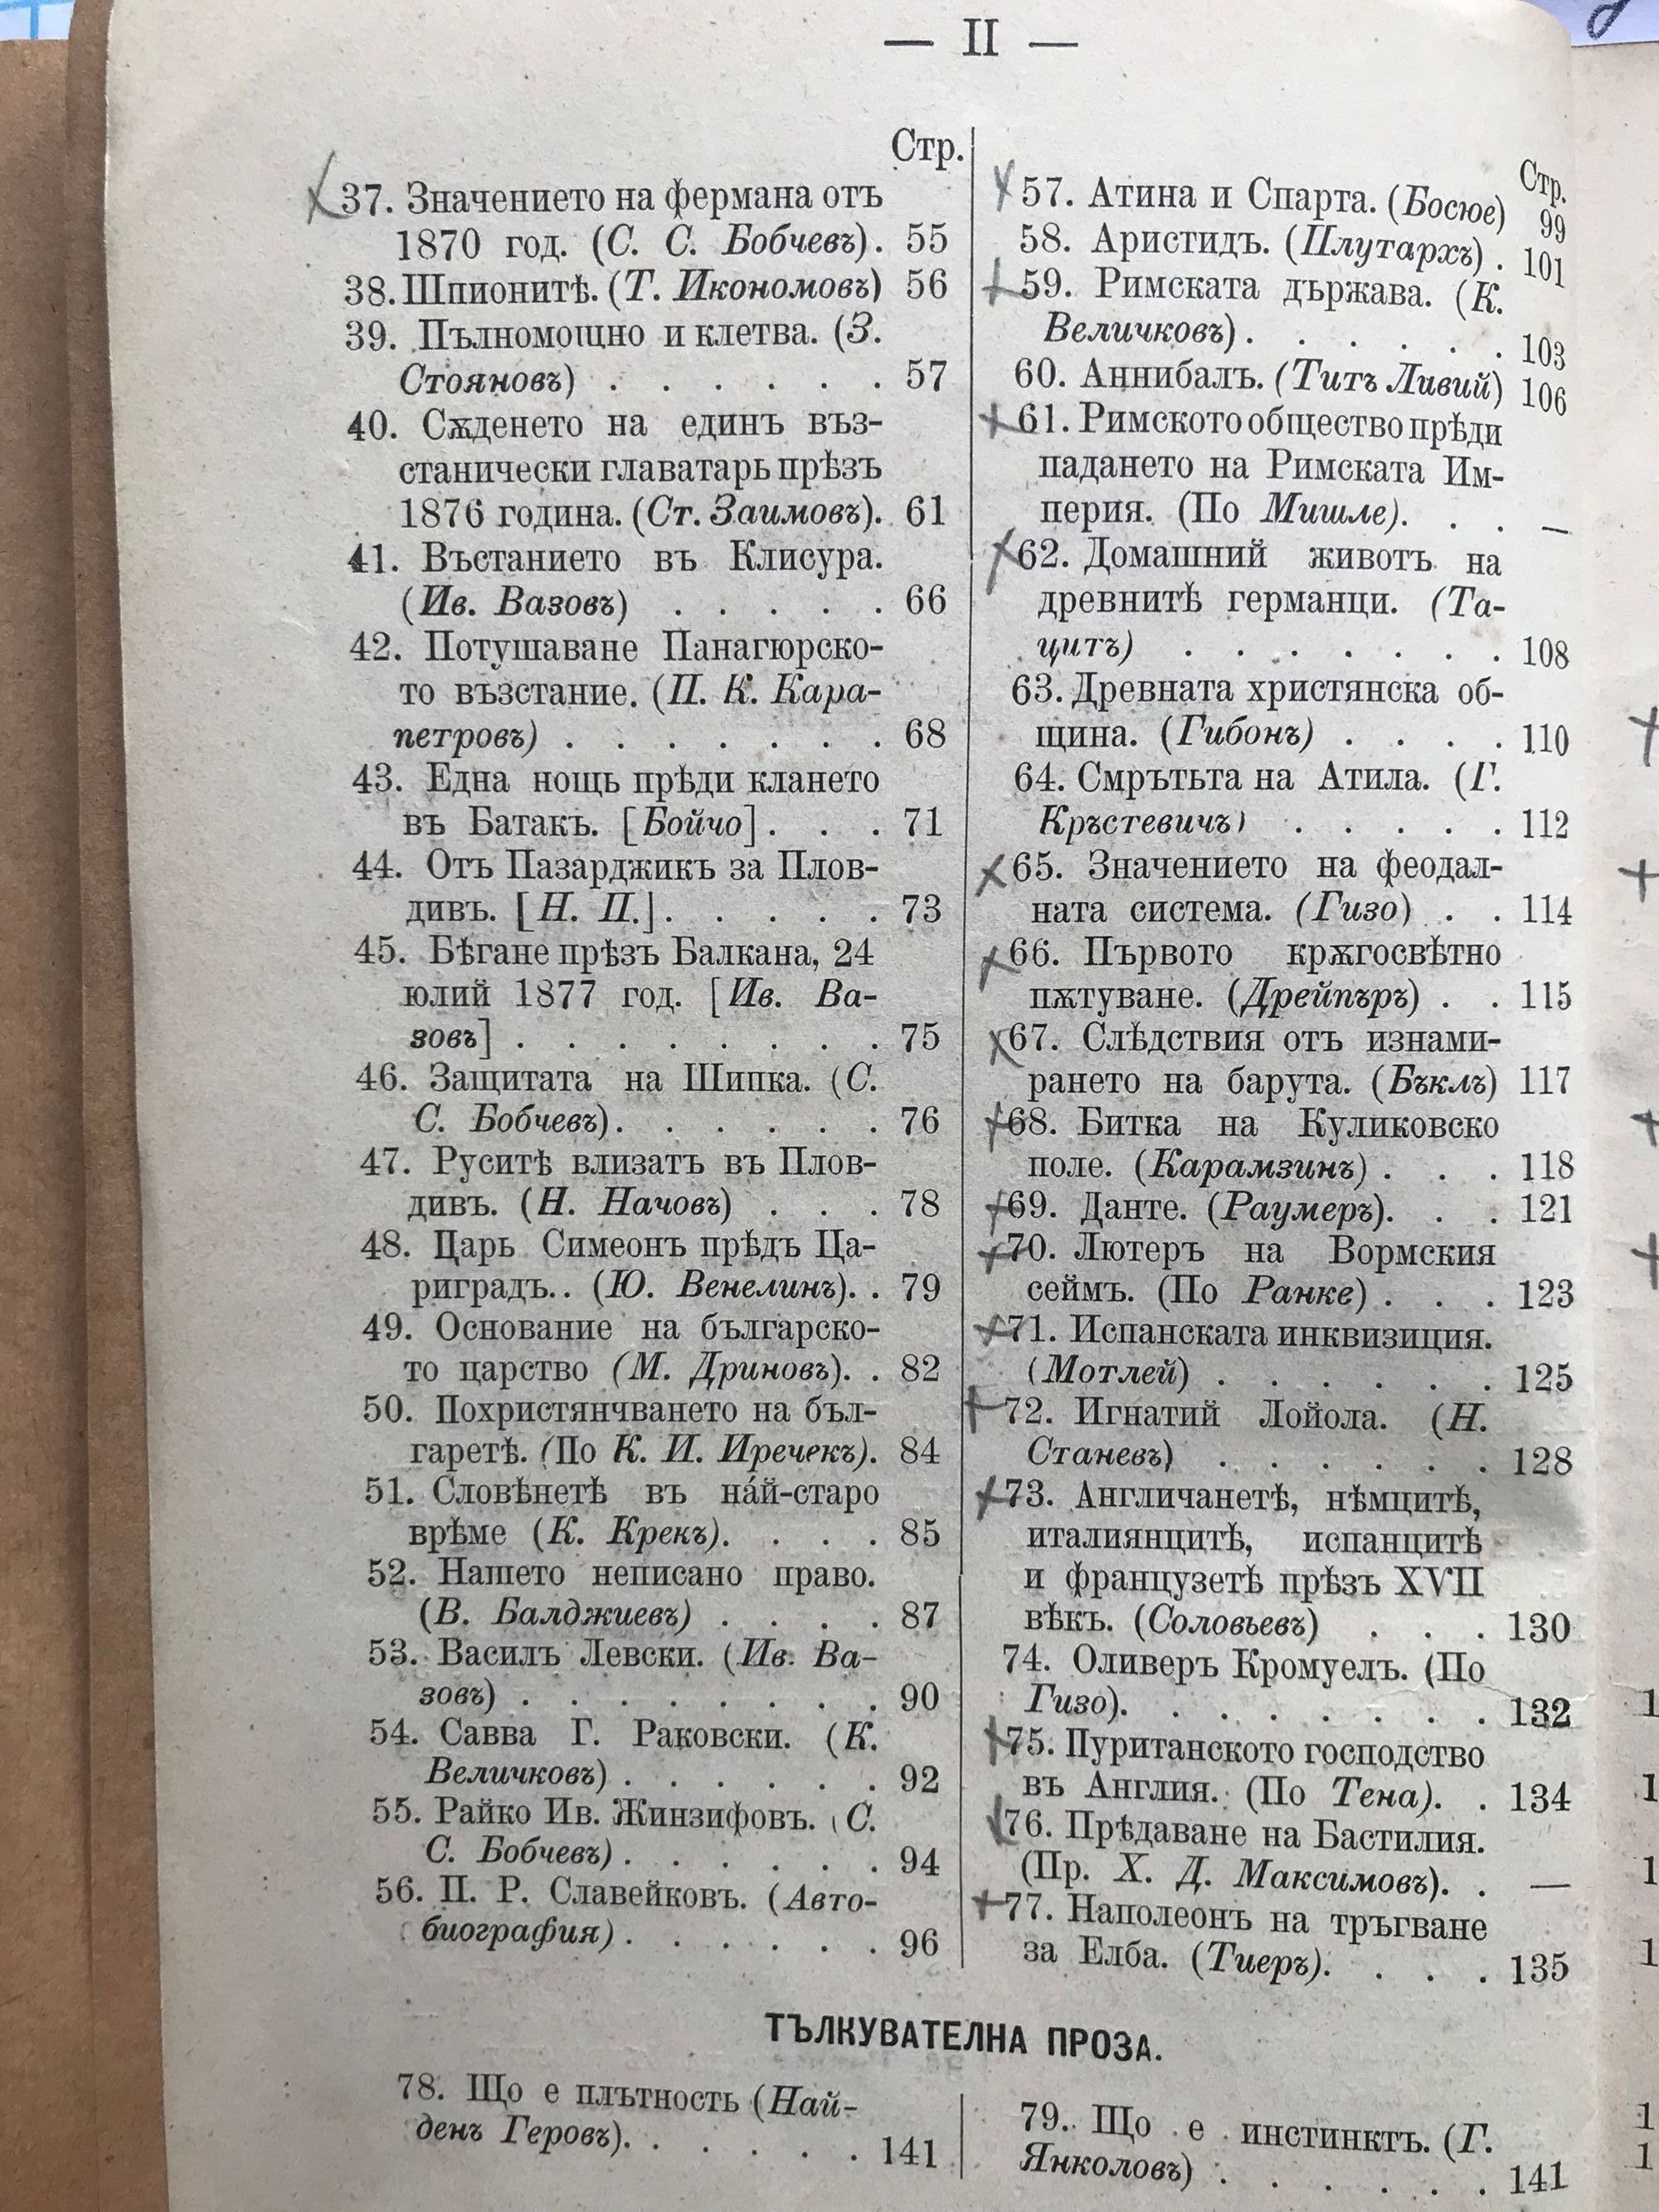 — II —
Стр.
37. Значението на фермана отъ
1870 год. (С. С. Бобчевъ). 55
38. Шпионитѣ. (Т. Икономовъ) 56
39. Пълномощно и клетва. (З.
Стояновъ) . . . . . . 57
40. Сѫденето на единъ въз-
станически главатарь прѣзъ
1876 година. (Ст. Заимовъ). 61
41. Въстанието въ Клисура.
(Ив. Вазовъ) . . . . . 66
42. Потушаване Панагюрско-
то възстание. (П. К. Кара-
петровъ) . . . . . . . 68
43. Една нощь прѣди клането
въ Батакъ. [Бойчо] . . . 71
44. Отъ Пазарджикъ за Плов-
дивъ. [Н. П.] . . . . . 73
45. Бѣгане прѣзъ Балкана, 24
юлий 1877 год. [Ив. Ва-
зовъ] . . . . . . . . . 75
46. Защитата на Шипка. (С.
С. Бобчевъ) . . . . . . 76
47. Руситѣ влизатъ въ Плов-
дивъ. (Н. Начовъ) . . . 78
48. Царь Симеонъ прѣдъ Ца-
риградъ.. (Ю. Венелинъ). . 79
49. Основание на българско-
то царство (М. Дриновъ). . 82
50. Похристянчването на бъл-
гаретѣ. (По К. И. Иречекъ). 84
51. Словѣнетѣ въ на́й-старо
врѣме (К. Крекъ). . . . 85
52. Нашето неписано право.
(В. Балджиевъ) . . . . 87
53. Василъ Левски. (Ив. Ва-
зовъ) . . . . . . . . . 90
54. Савва Г. Раковски. (К.
Величковъ) . . . . . . 92
55. Райко Ив. Жинзифовъ. (С.
С. Бобчевъ) . . . . . . 94
56. П. Р. Славейковъ. (Авто-
биография) . . . . . . 96
Стр.
57. Атина и Спарта. (Босюе) 99
58. Аристидъ. (Плутархъ) . 101
59. Римската държава. (К.
Величковъ) . . . . . . 103
60. Аннибалъ. (Титъ Ливий) 106
61. Римското общество прѣди
падането на Римската Им-
перия. (По Мишле). . . —
62. Домашний животъ на
древнитѣ германци. (Та-
цитъ) . . . . . . . 108
63. Древната христянска об-
щина. (Гибонъ) . . . . 110
64. Смрътьта на Атила. (Г.
Кръстевичъ) . . . . . 112
65. Значението на феодал-
ната система. (Гизо) . . 114
66. Първото крѫгосвѣтно
пѫтуване. (Дрейпъръ) . . 115
67. Слѣдствия отъ изнами-
рането на барута. (Бъклъ) 117
68. Битка на Куликовско
поле. (Карамзинъ) . . . 118
69. Данте. (Раумеръ). . . 121
70. Лютеръ на Вормския
сеймъ. (По Ранке) . . . 123
71. Испанската инквизиция.
(Мотлей) . . . . . . 125
72. Игнатий Лойола. (Н.
Станевъ) . . . . . . 128
73. Англичанетѣ, нѣмцитѣ,
италиянцитѣ, испанцитѣ
и французетѣ прѣзъ XVII
вѣкъ. (Соловьевъ) . . . 130
74. Оливеръ Кромуелъ. (По
Гизо). . . . . . . . 132
75. Пуританското господство
въ Англия. (По Тена). . 134
76. Прѣдаване на Бастилия.
(Пр. Х. Д. Максимовъ). . —
77. Наполеонъ на тръгване
за Елба. (Тиеръ). . . . 135
ТЪЛКУВАТЕЛНА ПРОЗА.
78. Що е плътность (Най-
денъ Геровъ). . . . . . 141
79. Що е инстинктъ. (Г.
Янколовъ) . . . . . . 141